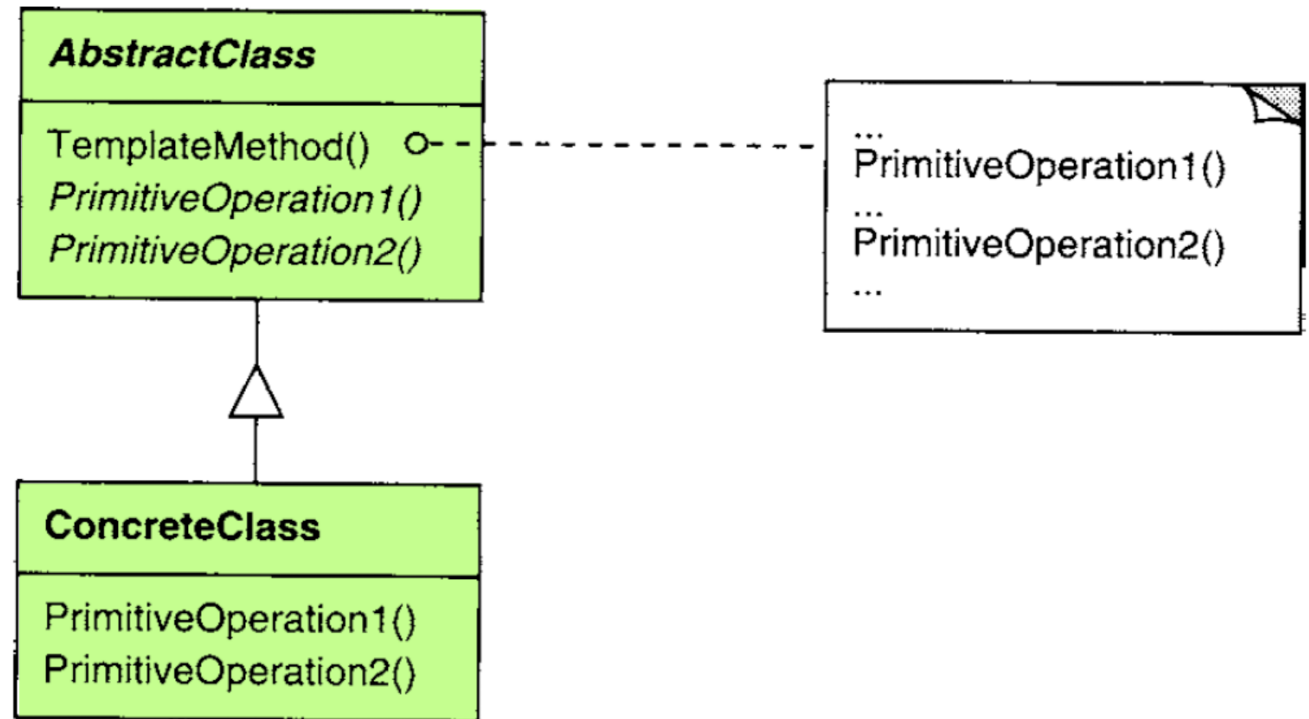 AbstractClass
TemplateMethod()
PrimitiveOperation1()
PrimitiveOperation2()
...
PrimitiveOperation1()
...
PrimitiveOperation2()
...
ConcreteClass
PrimitiveOperation1()
PrimitiveOperation2()